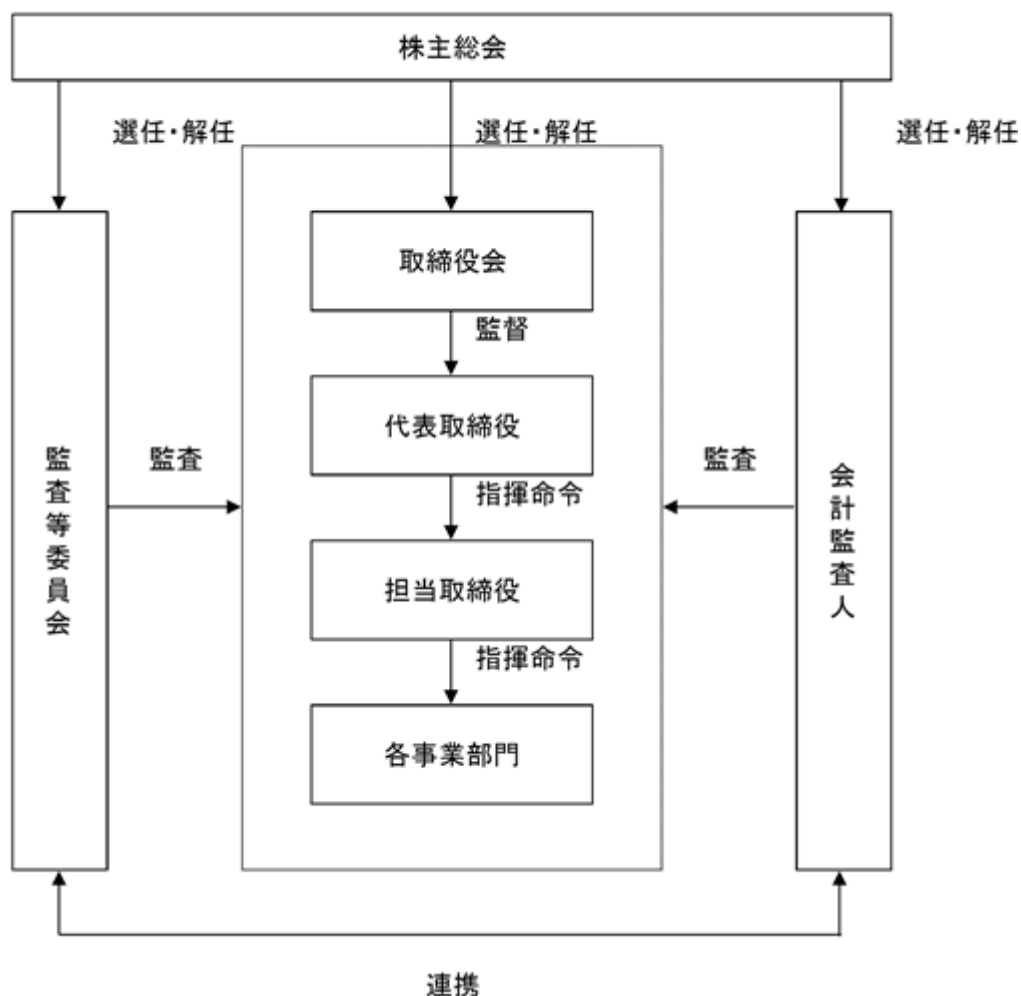 株主総会
選任・解任
選任・解任
選任・解任
取締役会
監督
代表取締役
指揮命令
担当取締役
指揮命令
各事業部門
監査等委員会
監査
監査
会計監査人
連携